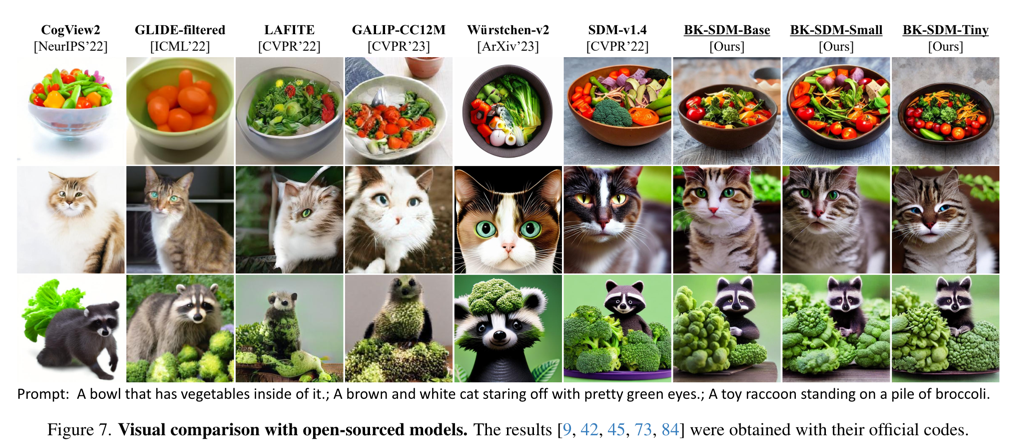 CogView2 GLIDE-filtered LAFITE GALIP-CC12M Würstchen-v2 SDM-v1.4 BK-SDM-Base BK-SDM-Small BK-SDM-Tiny
[NeurIPS'22] [ICML'22] [CVPR'22] [CVPR'23] [ArXiv'23] [CVPR'22] [Ours] [Ours] [Ours]
Prompt: A bowl that has vegetables inside of it.; A brown and white cat staring off with pretty green eyes.; A toy raccoon standing on a pile of broccoli.
Figure 7. Visual comparison with open-sourced models. The results [9, 42, 45, 73, 84] were obtained with their official codes.